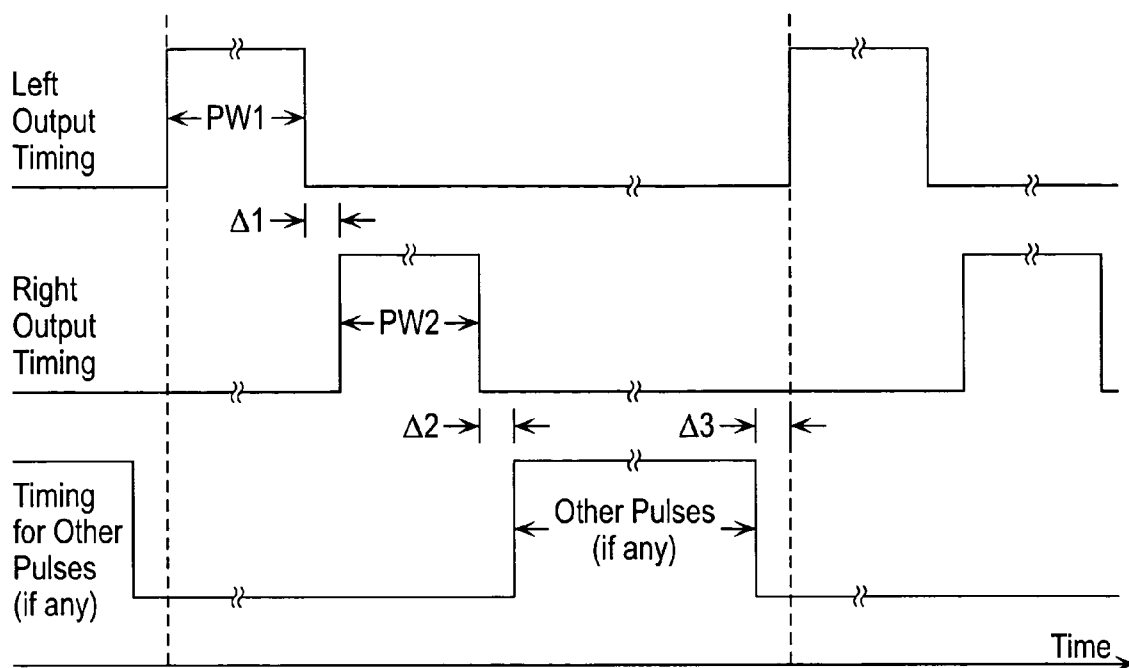 Left
Output
Timing
PW1
Δ1
Right
Output
Timing
PW2
Δ2
Δ3
Timing
for Other
Pulses
(if any)
Other Pulses
(if any)
Time